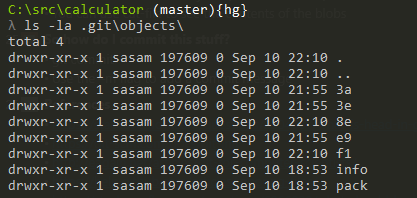 C:\src\calculator (master){hg}
λ ls -la .git\objects\
total 4
drwxr-xr-x 1 sasam 197609 0 Sep 10 22:10 .
drwxr-xr-x 1 sasam 197609 0 Sep 10 22:10 ..
drwxr-xr-x 1 sasam 197609 0 Sep 10 21:55 3a
drwxr-xr-x 1 sasam 197609 0 Sep 10 21:55 3e
drwxr-xr-x 1 sasam 197609 0 Sep 10 22:10 8e
drwxr-xr-x 1 sasam 197609 0 Sep 10 21:55 e9
drwxr-xr-x 1 sasam 197609 0 Sep 10 22:10 f1
drwxr-xr-x 1 sasam 197609 0 Sep 10 18:53 info
drwxr-xr-x 1 sasam 197609 0 Sep 10 18:53 pack